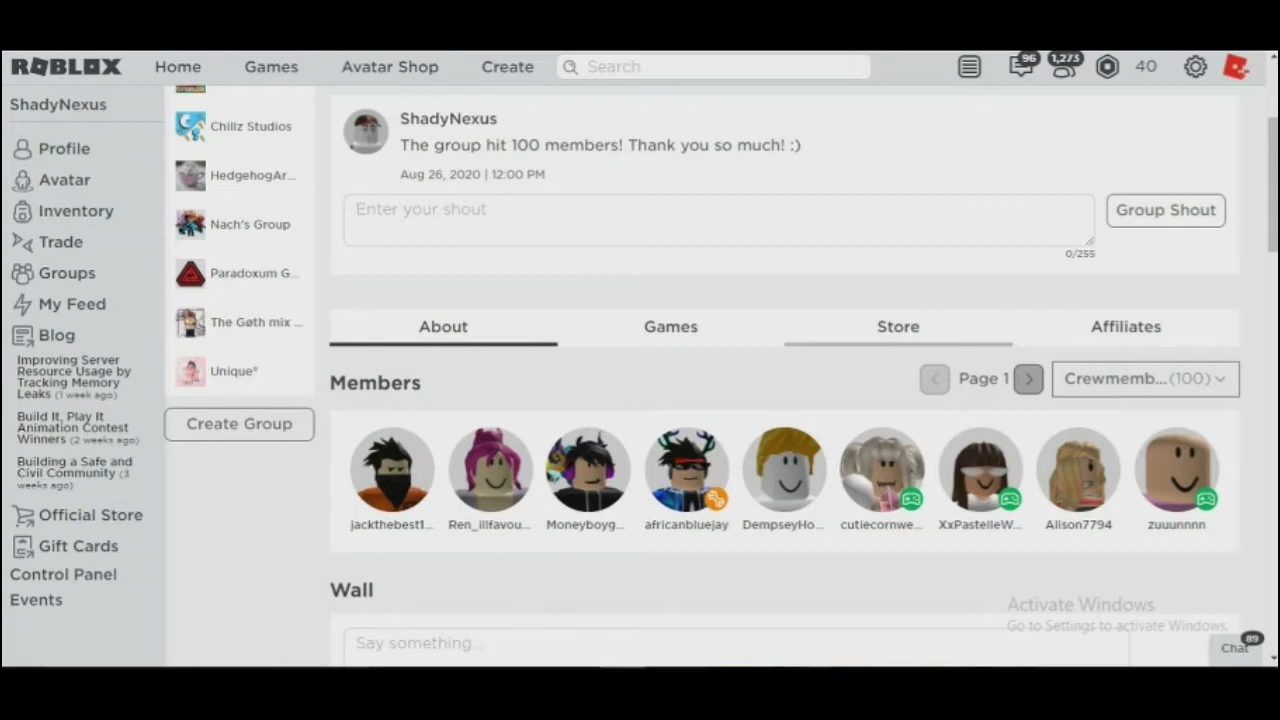 ROBLOX Home Games Avatar Shop Create Search 96 1,273 40
ShadyNexus
Profile
Avatar
Inventory
Trade
Groups
My Feed
Blog
Improving Server
Resource Usage by
Tracking Memory
Leaks (1 week ago)
Build It, Play It
Animation Contest
Winners (2 weeks ago)
Building a Safe and
Civil Community (3
weeks ago)
Official Store
Gift Cards
Control Panel
Events
Chillz Studios
HedgehogAr...
Nach's Group
Paradoxum G...
The Gøth mix ...
Unique°
Create Group
ShadyNexus
The group hit 100 members! Thank you so much! :)
Aug 26, 2020 | 12:00 PM
Enter your shout
Group Shout
0/255
About Games Store Affiliates
Members
Page 1
Crewmemb... (100)
jackthebest1... Ren_illfavou... Moneyboyg... africanbluejay DempseyHo... cutiecornwe... XxPastelleW... Alison7794 zuuunnnn
Wall
Say something...
Activate Windows
Go to Settings to activate Windows.
Chat 89